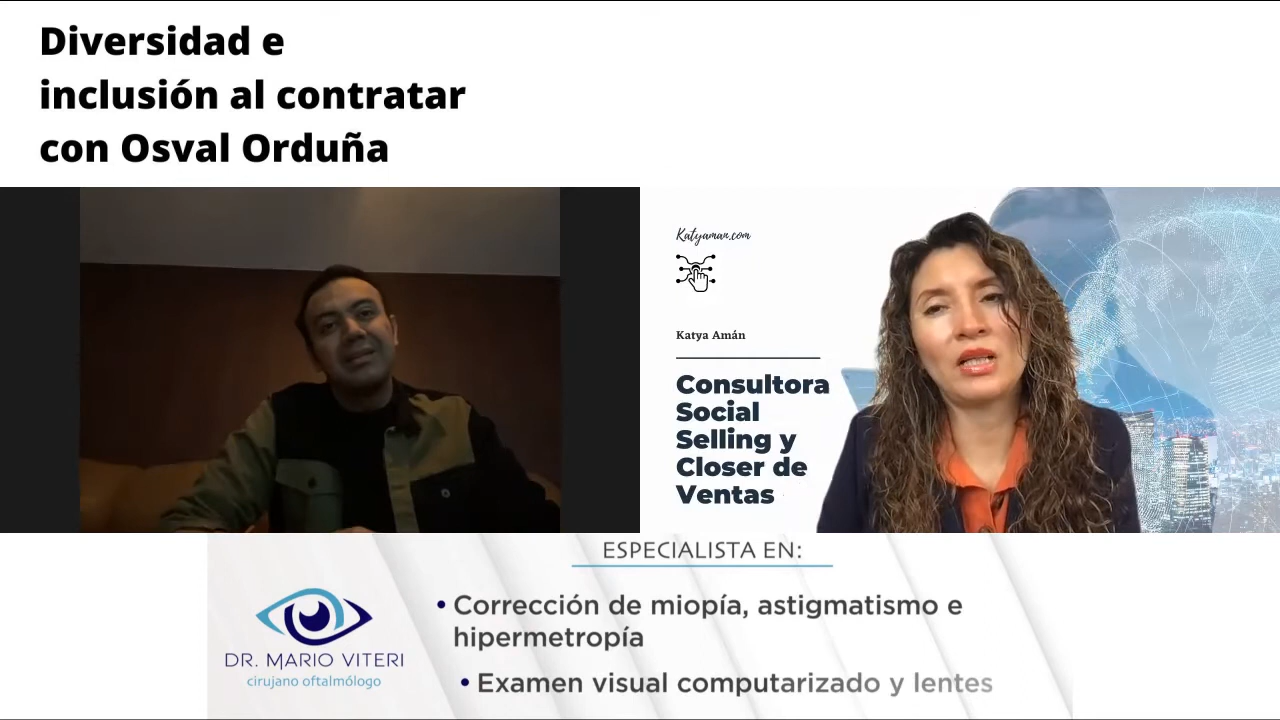 Diversidad e
inclusión al contratar
con Osval Orduña
Katyaman.com
Katya Amán
Consultora
Social
Selling y
Closer de
Ventas
ESPECIALISTA EN:
• Corrección de miopía, astigmatismo e
hipermetropía
• Examen visual computarizado y lentes
DR. MARIO VITERI
cirujano oftalmólogo